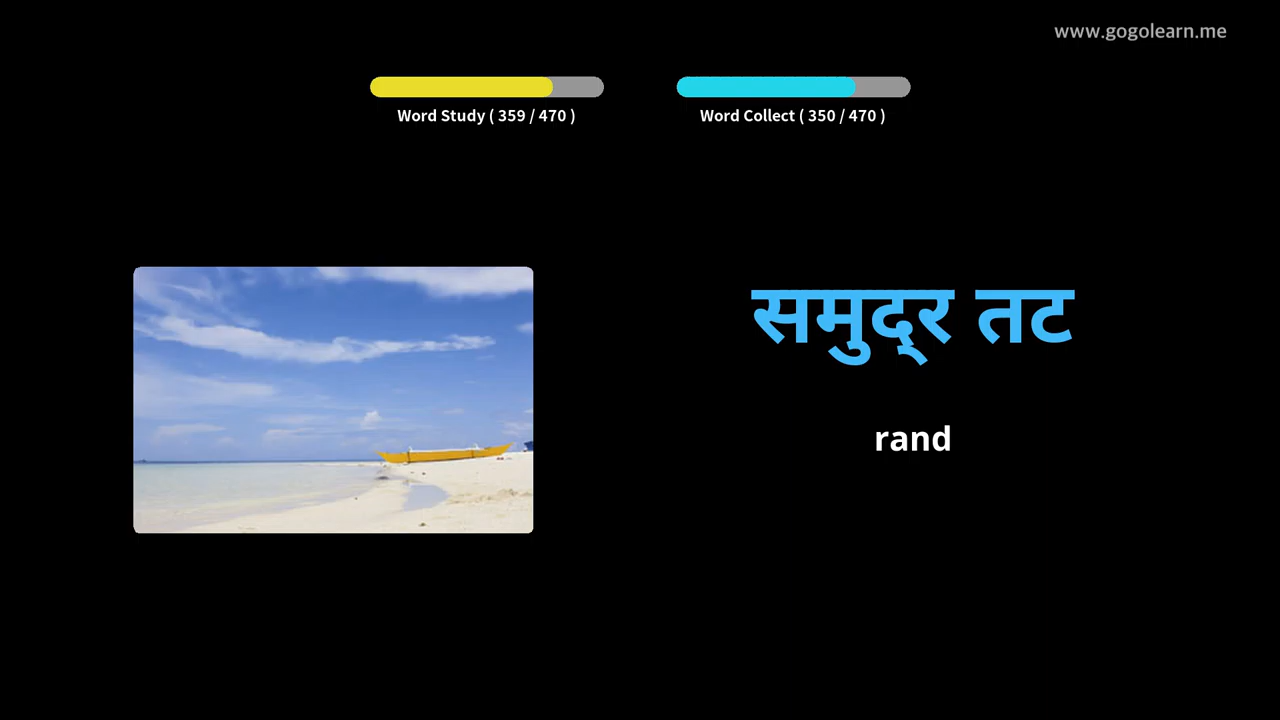 www.gogolearn.me
Word Study ( 359 / 470 )
Word Collect ( 350 / 470 )
समुद्‌र तट
rand